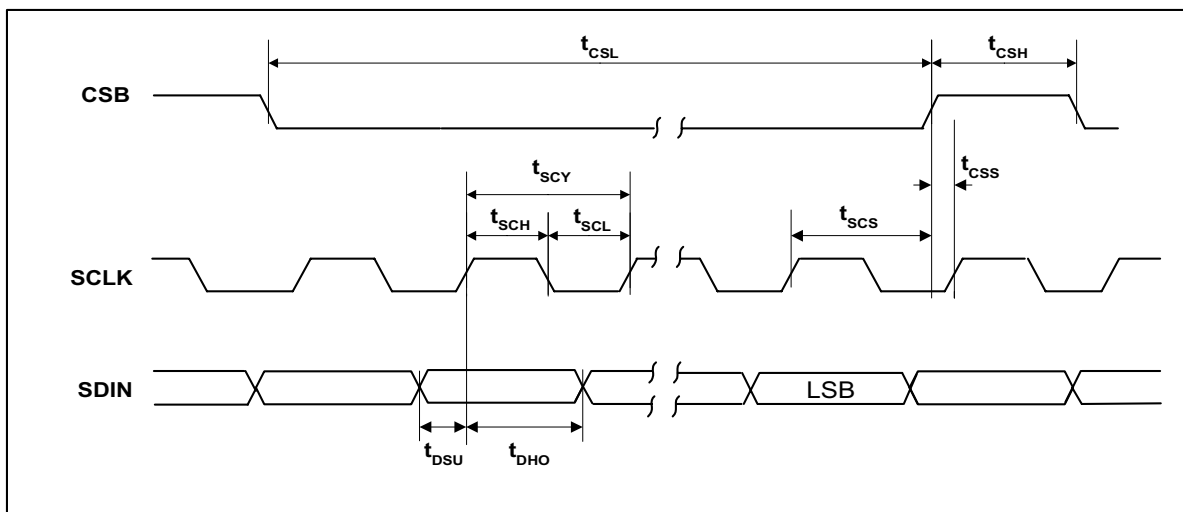 tCSL
tCSH
CSB
tCSS
tSCY
tSCH
tSCL
tSCS
SCLK
SDIN
LSB
tDSU
tDHO